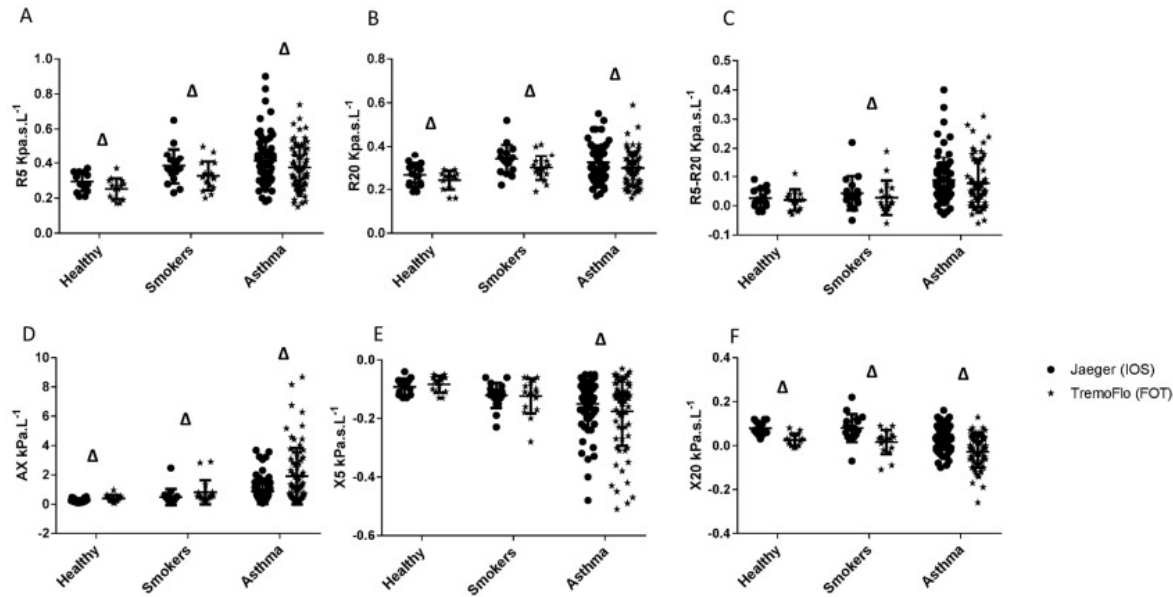 A
R5 Kpa.s.L-1
1.0
0.8
0.6
0.4
0.2
0.0
Δ
Δ
Δ
Healthy
Smokers
Asthma
B
R20 Kpa.s.L-1
0.8
0.6
0.4
0.2
0.0
Δ
Δ
Δ
Healthy
Smokers
Asthma
C
R5-R20 Kpa.s.L-1
0.5
0.4
0.3
0.2
0.1
0.0
-0.1
Δ
Healthy
Smokers
Asthma
D
AX kPa.L-1
10
8
6
4
2
0
-2
Δ
Δ
Δ
Healthy
Smokers
Asthma
E
X5 kPa.s.L-1
-0.0
-0.2
-0.4
-0.6
Δ
Healthy
Smokers
Asthma
F
X20 kPa.s.L-1
0.4
0.2
0.0
-0.2
-0.4
Δ
Δ
Δ
Healthy
Smokers
Asthma
Jaeger (IOS)
TremoFlo (FOT)